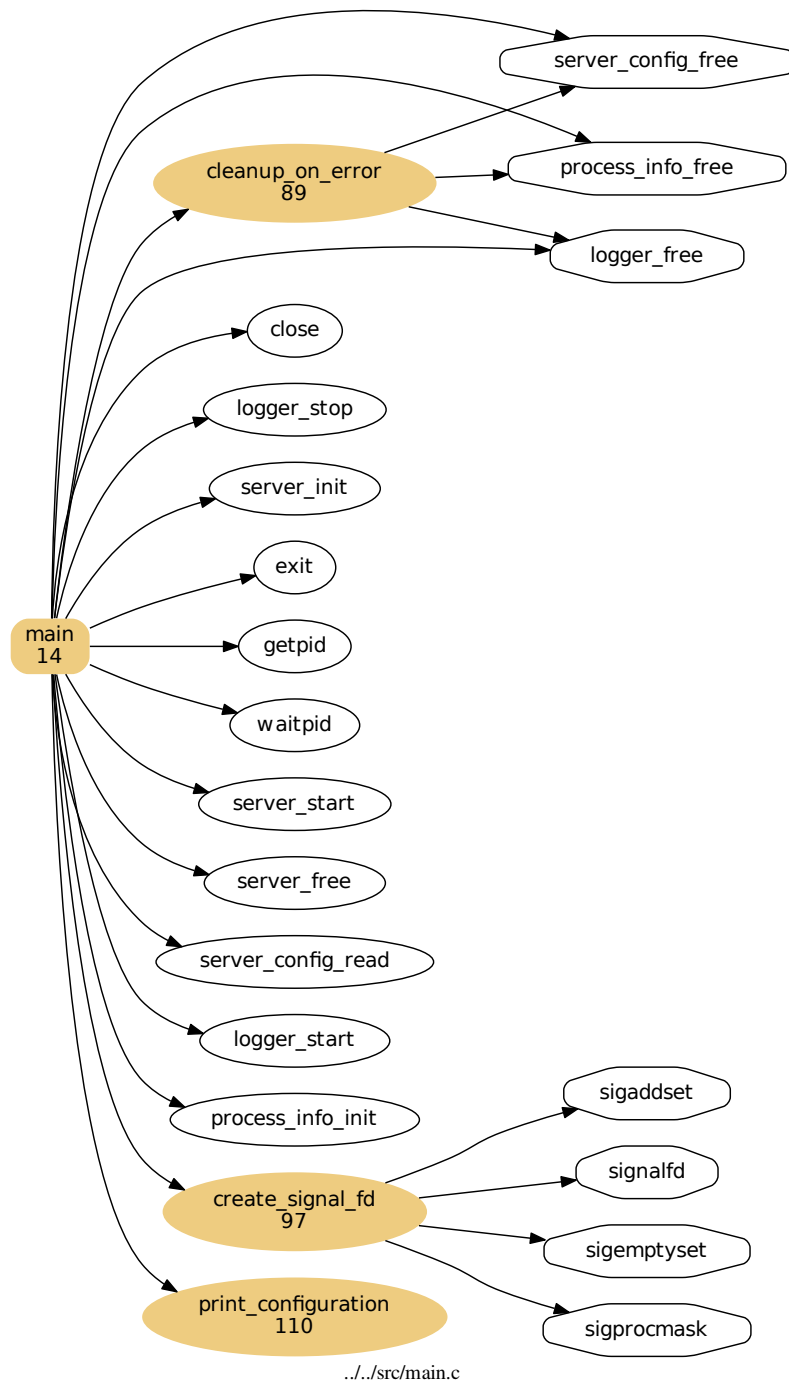 server_config_free
cleanup_on_error
89
process_info_free
logger_free
close
logger_stop
server_init
exit
main
14
getpid
waitpid
server_start
server_free
server_config_read
logger_start
process_info_init
sigaddset
signalfd
create_signal_fd
97
sigemptyset
print_configuration
110
sigprocmask
../../src/main.c